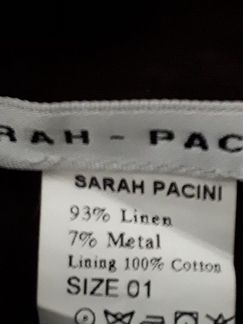 RAH - PAC
SARAH PACINI
93% Linen
7% Metal
Lining 100% Cotton
SIZE 01